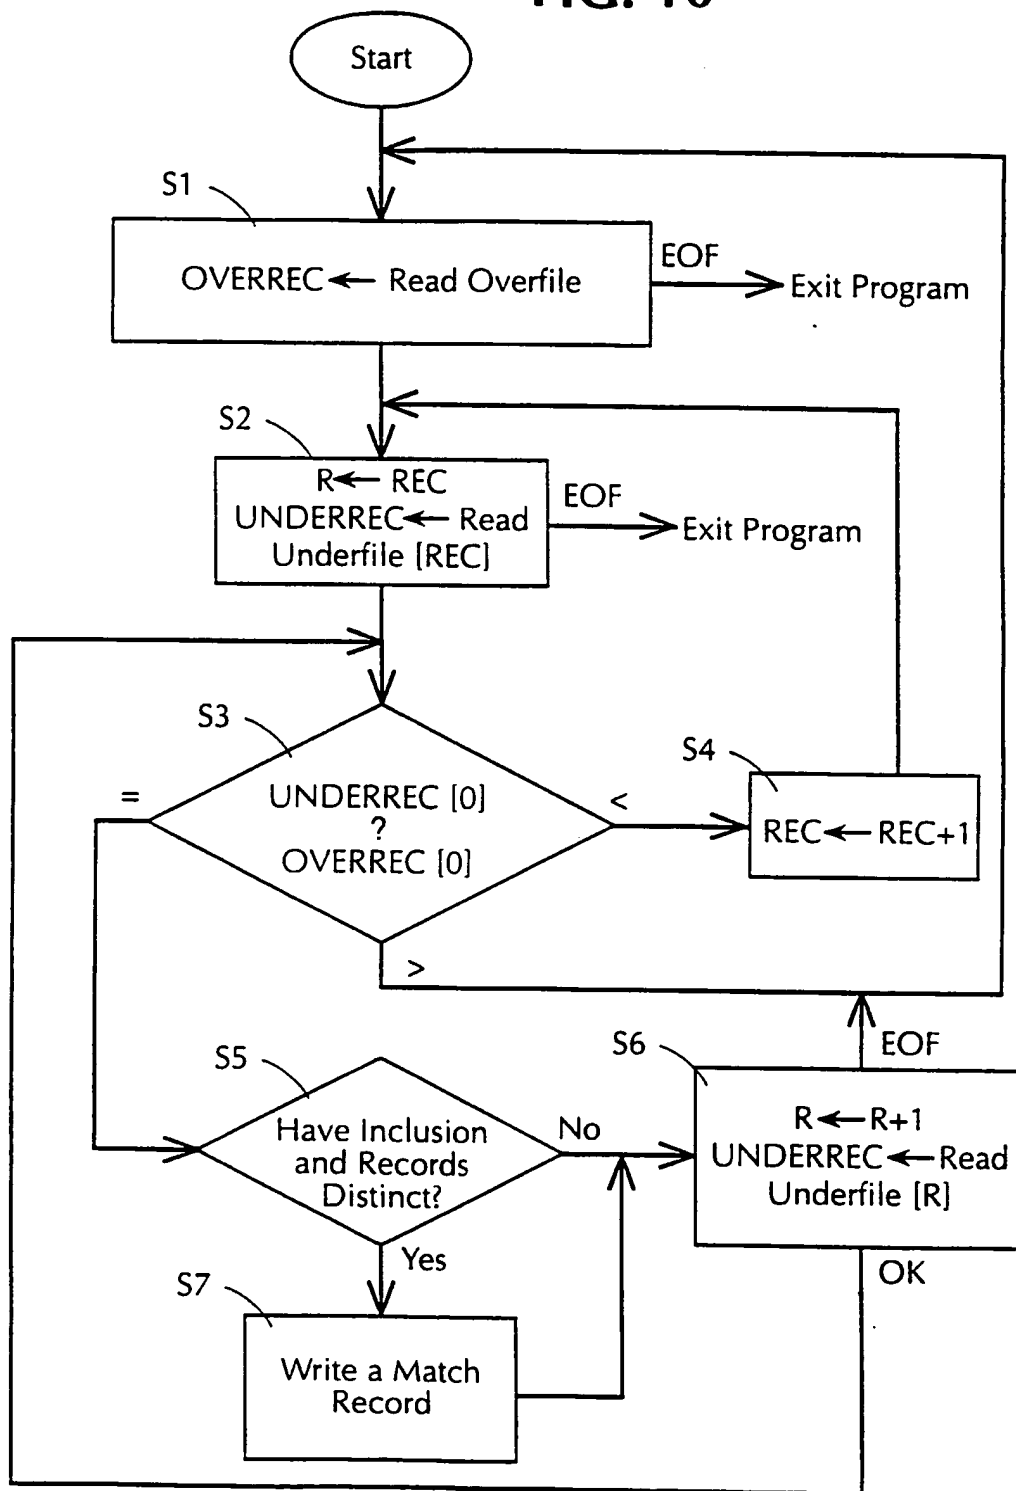 FIG. 10
Start
S1
OVERREC← Read Overfile
EOF
Exit Program
S2
R← REC
UNDERREC← Read
Underfile [REC]
EOF
Exit Program
S3
=
UNDERREC [0]
?
OVERREC [0]
<
>
S4
REC← REC+1
S5
Have Inclusion
and Records
Distinct?
No
Yes
S6
EOF
R←R+1
UNDERREC←Read
Underfile [R]
OK
S7
Write a Match
Record